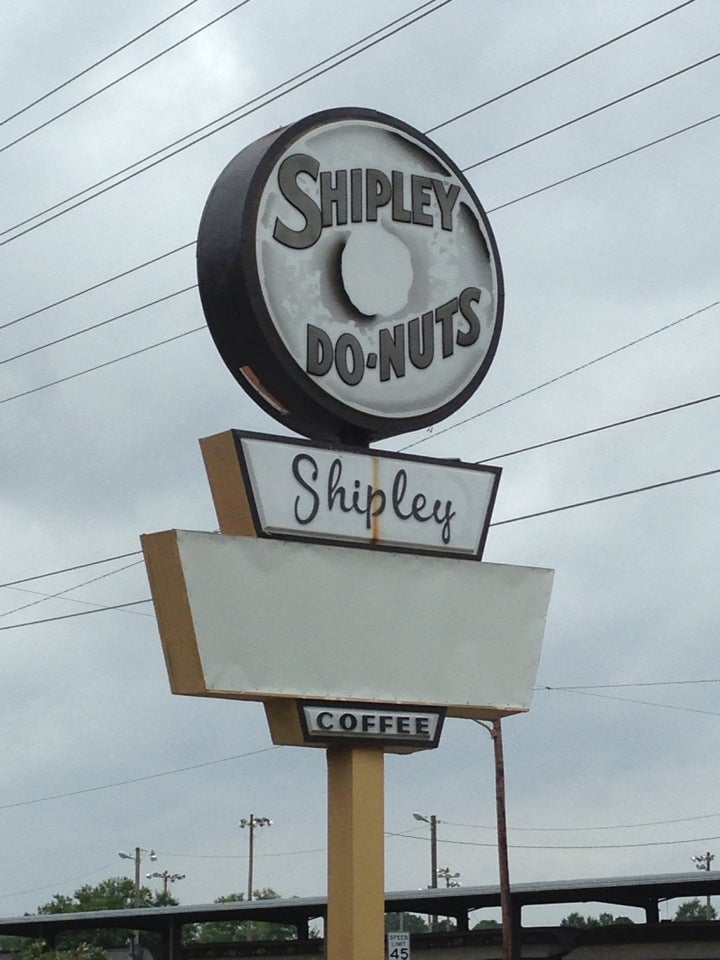 SHIPLEY
DO-NUTS
Shipley
COFFEE
SPEED
LIMIT
45